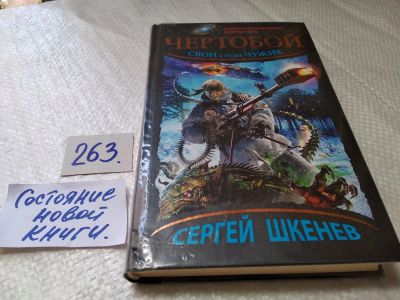 ЧЕРТОБОЙ
СВОЙ СРЕДИ ЧУЖИХ
СЕРГЕЙ ШКЕНЕВ
263.
Состояние
новой
книги.